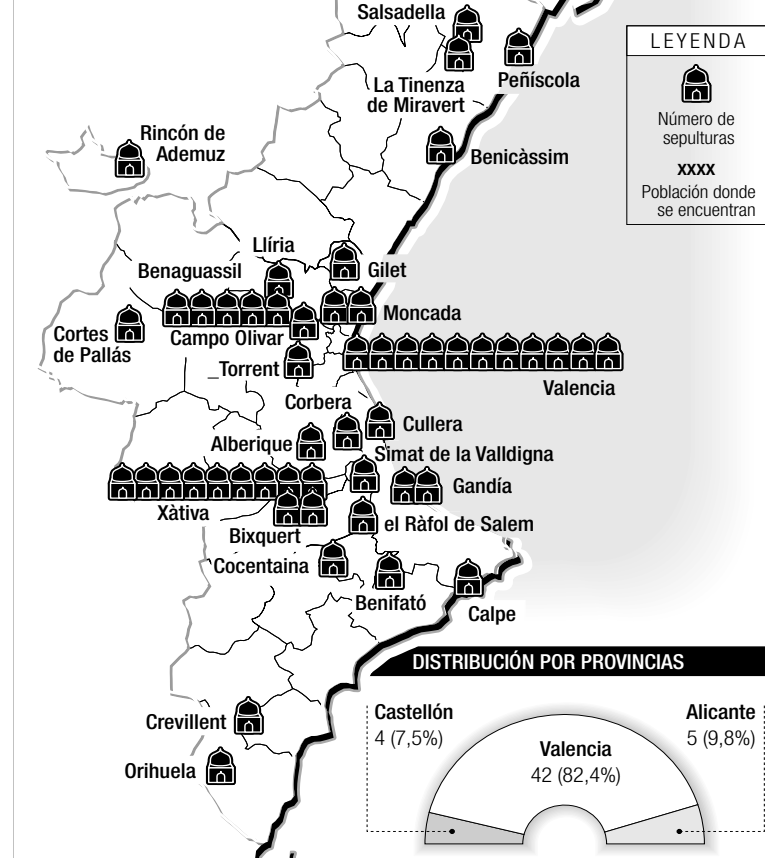 Salsadella
La Tinenza
de Miravert
Peñíscola
LEYENDA
Número de
sepulturas
xxxx
Población donde
se encuentran
Rincón de
Ademuz
Benicàssim
Llíria
Benaguassil
Gilet
Moncada
Cortes
de Pallás
Campo Olivar
_Torrent
Valencia
Corbera
Cullera
Alberique
Simat de la Valldigna
Gandía
Xàtiva
Bixquert
el Ràfol de Salem
Cocentaina
Benifató
Calpe
Crevillent
Orihuela
DISTRIBUCIÓN POR PROVINCIAS
Castellón
4 (7,5%)
Valencia
42 (82,4%)
Alicante
5 (9,8%)